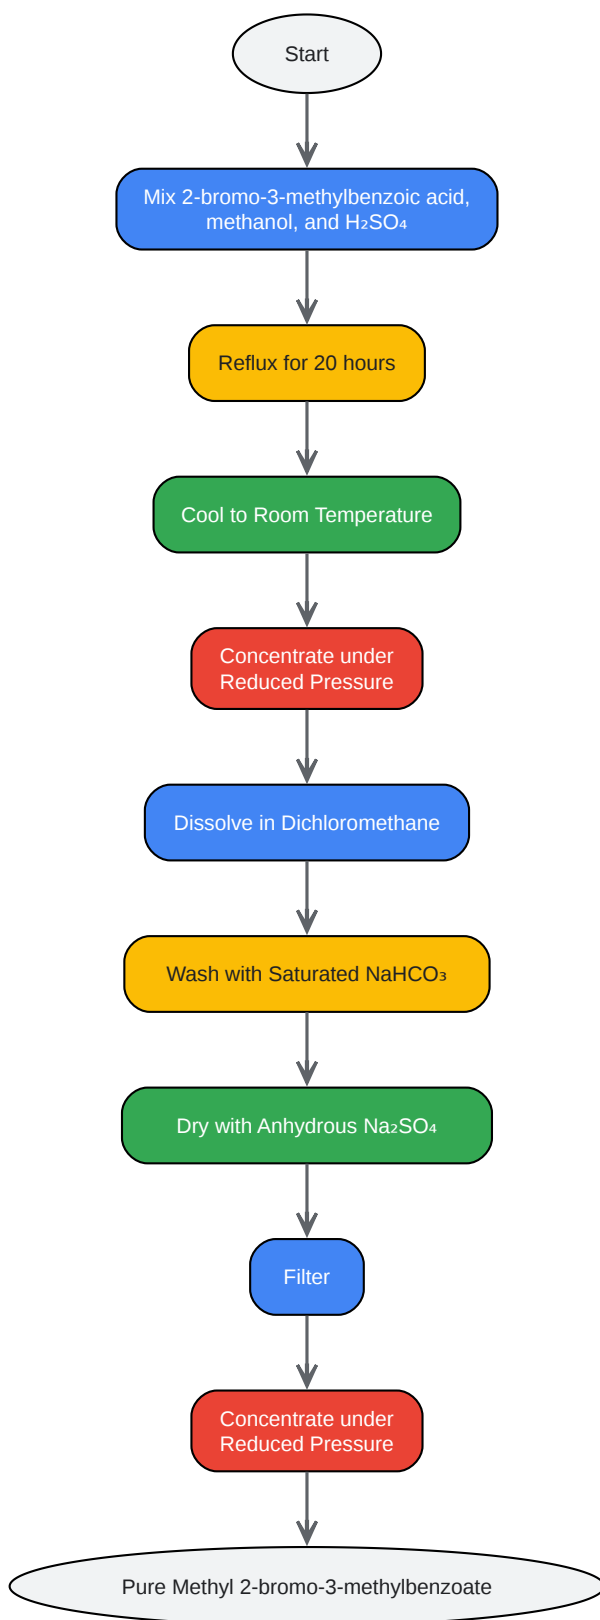 Start
Mix 2-bromo-3-methylbenzoic acid,
methanol, and H₂SO₄
Reflux for 20 hours
Cool to Room Temperature
Concentrate under
Reduced Pressure
Dissolve in Dichloromethane
Wash with Saturated NaHCO₃
Dry with Anhydrous Na₂SO₄
Filter
Concentrate under
Reduced Pressure
Pure Methyl 2-bromo-3-methylbenzoate